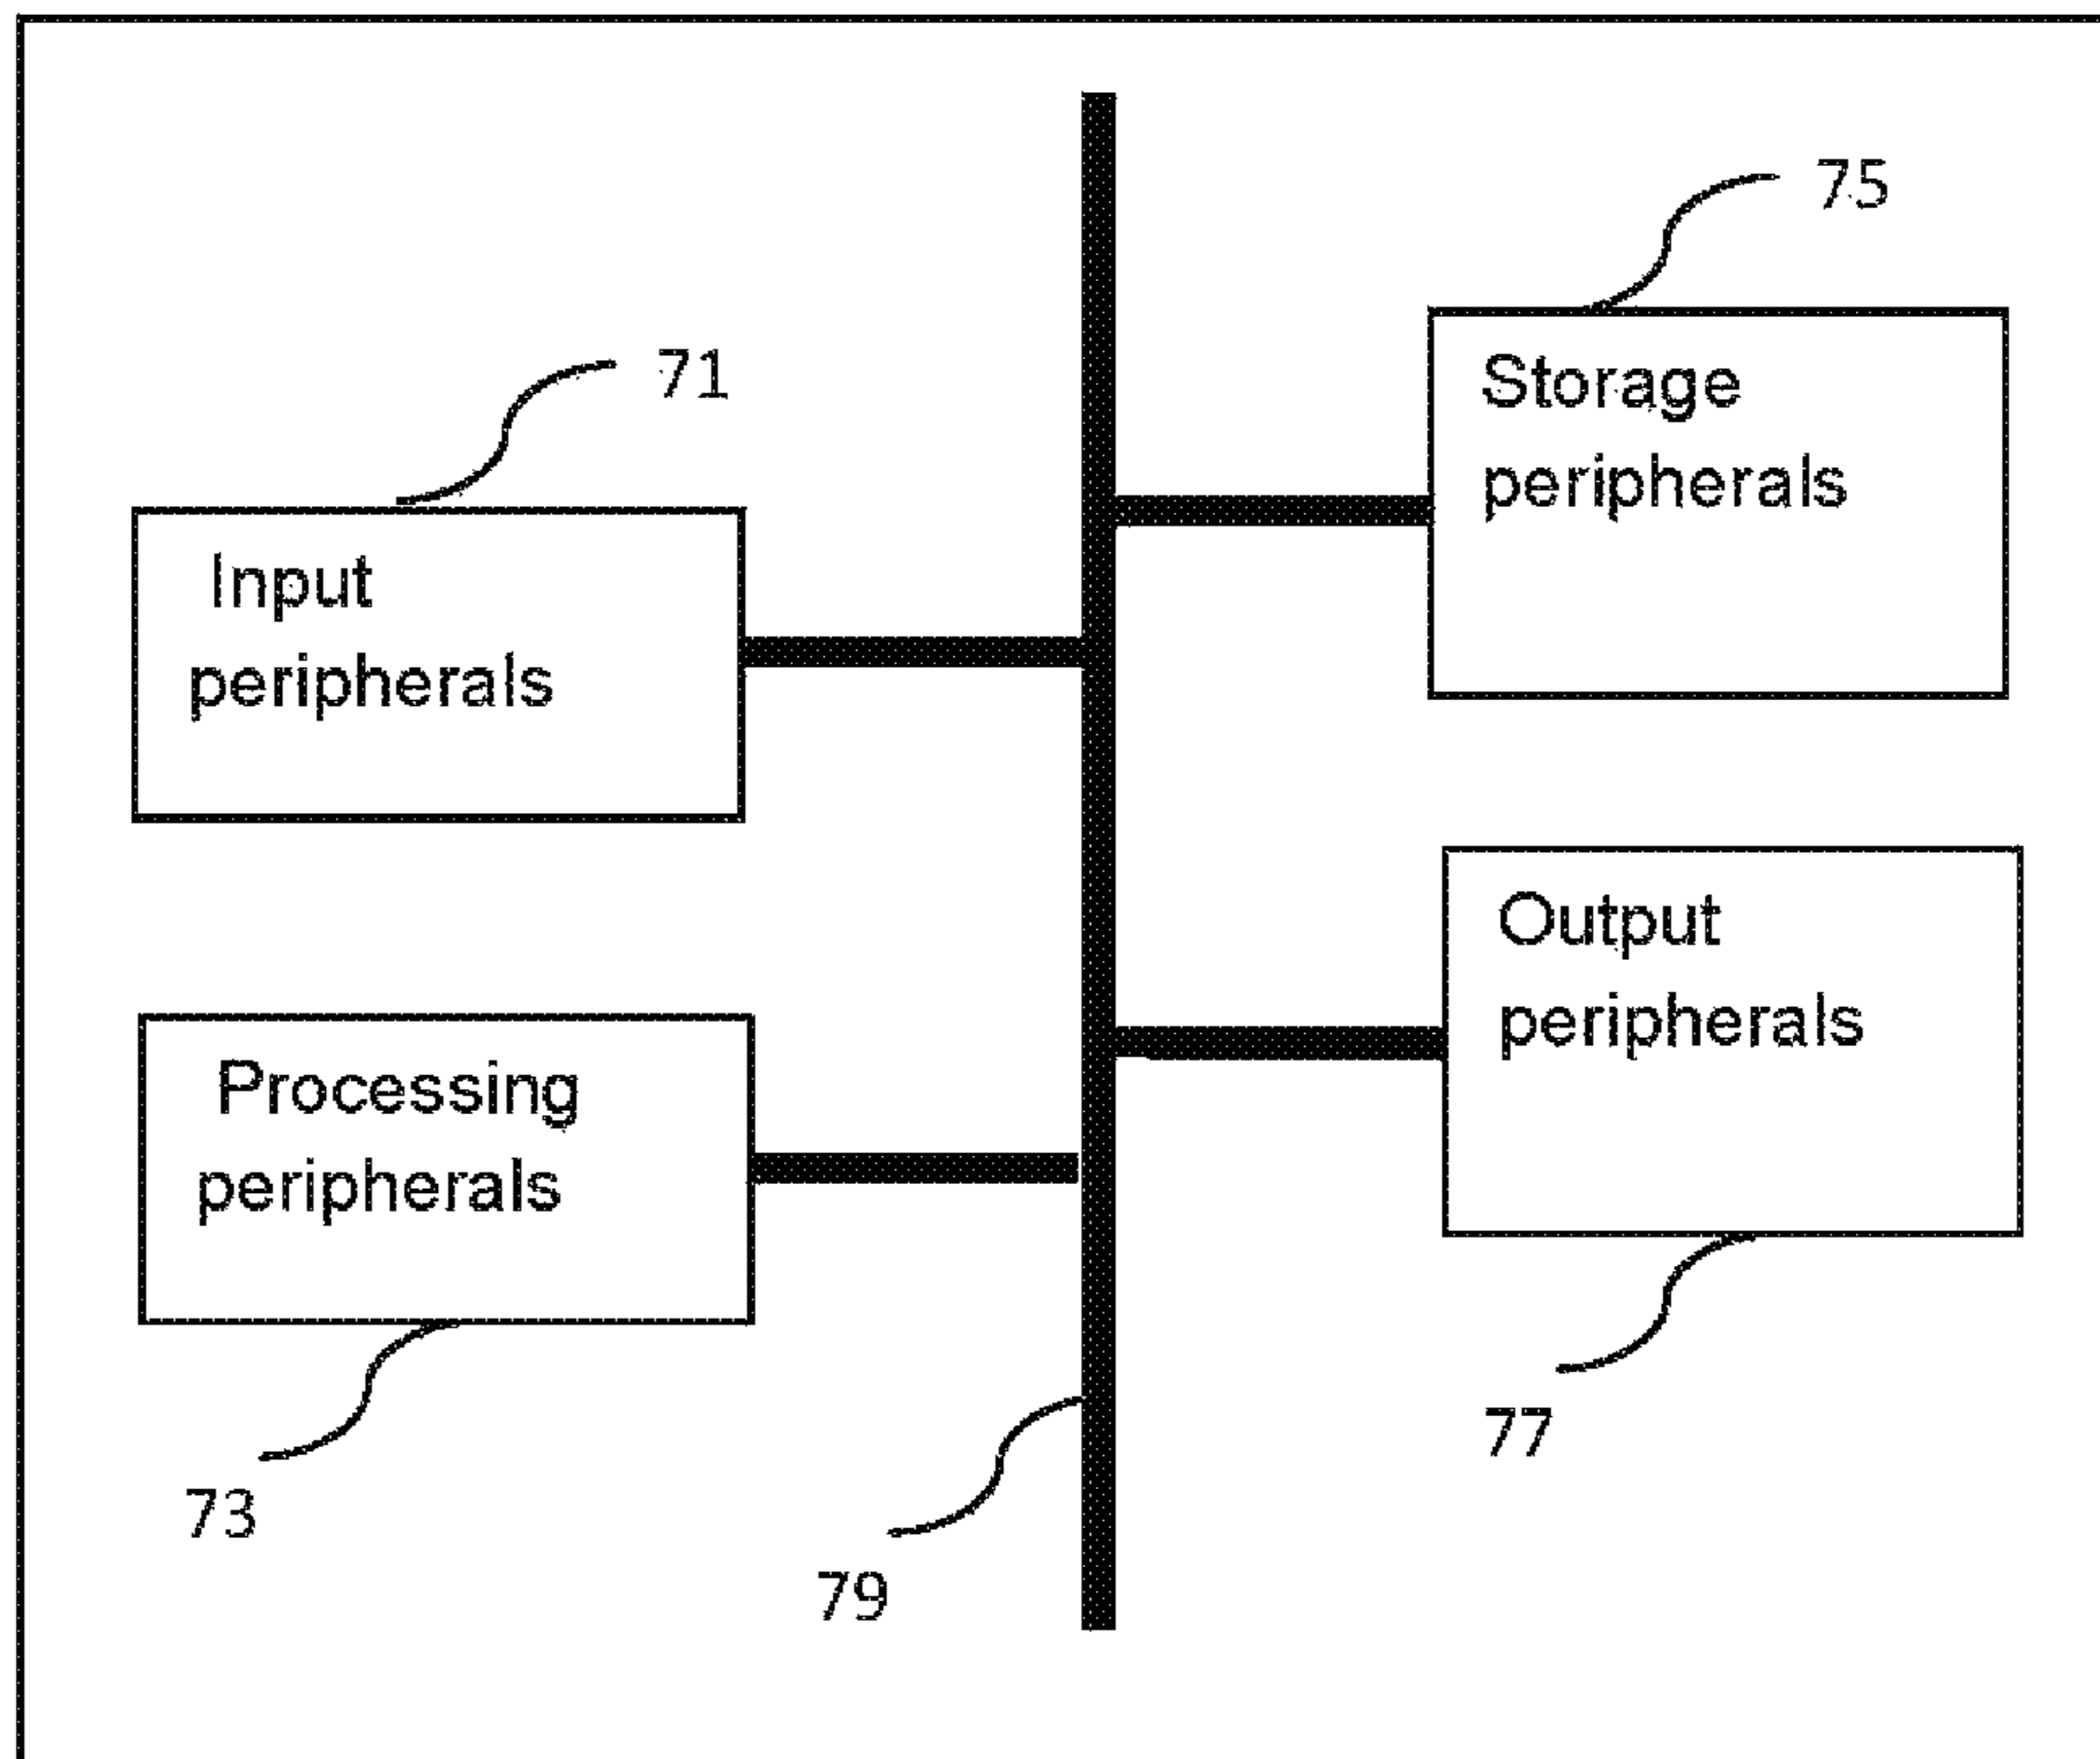 75
71
Storage
peripherals
Input
peripherals
Output
peripherals
Processing
peripherals
77
73
79